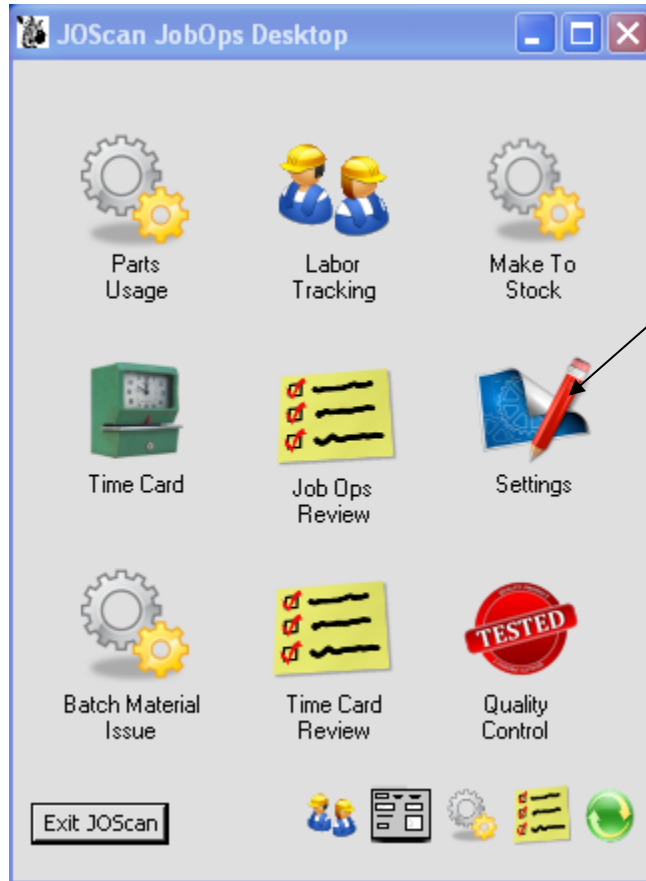 JOScan JobOps Desktop
Parts
Usage
Labor
Tracking
Make To
Stock
Time Card
Job Ops
Review
Settings
Batch Material
Issue
Time Card
Review
TESTED
Quality
Control
Exit JOScan